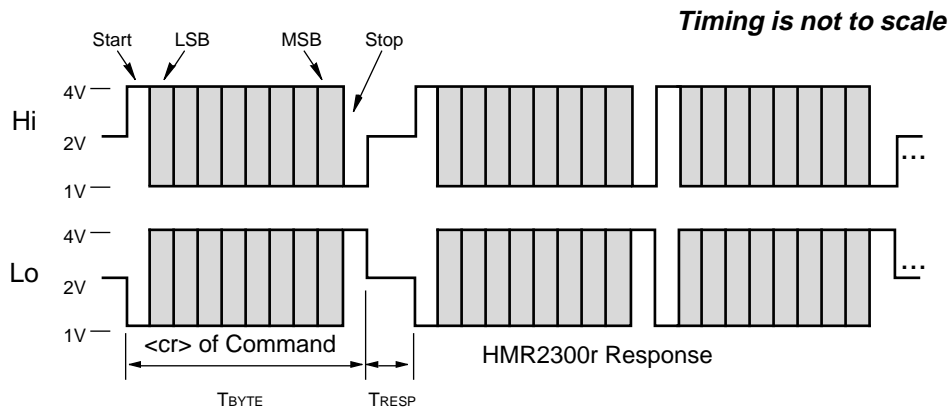 Timing is not to scale
Start LSB MSB Stop
Hi
4V
2V
1V
...
Lo
4V
2V
1V
...
<cr> of Command
HMR2300r Response
TBYTE TRESP